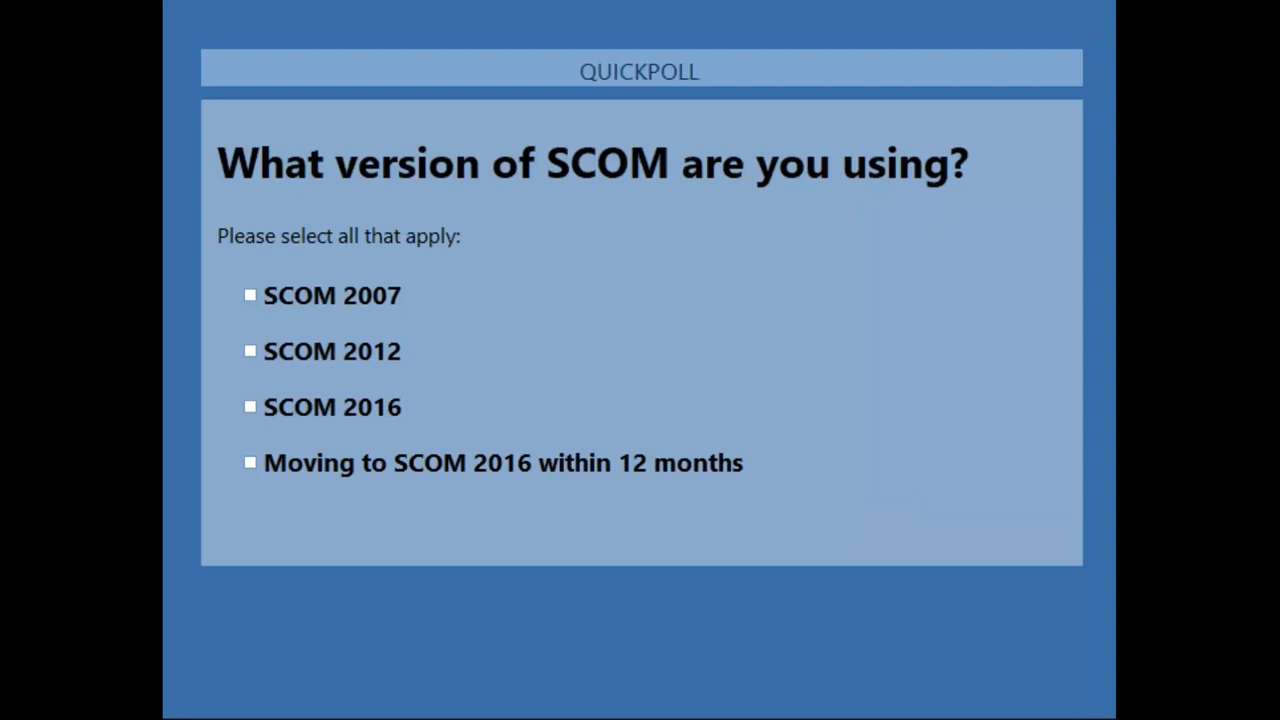 QUICKPOLL
What version of SCOM are you using?
Please select all that apply:
SCOM 2007
SCOM 2012
SCOM 2016
Moving to SCOM 2016 within 12 months